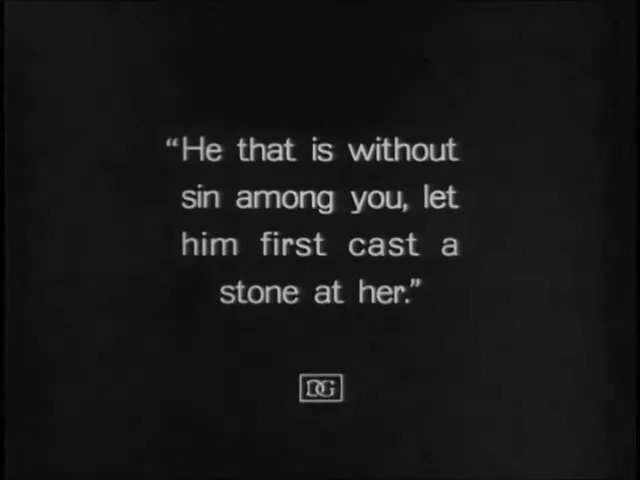 “He that is without
sin among you, let
him first cast a
stone at her.”
DG